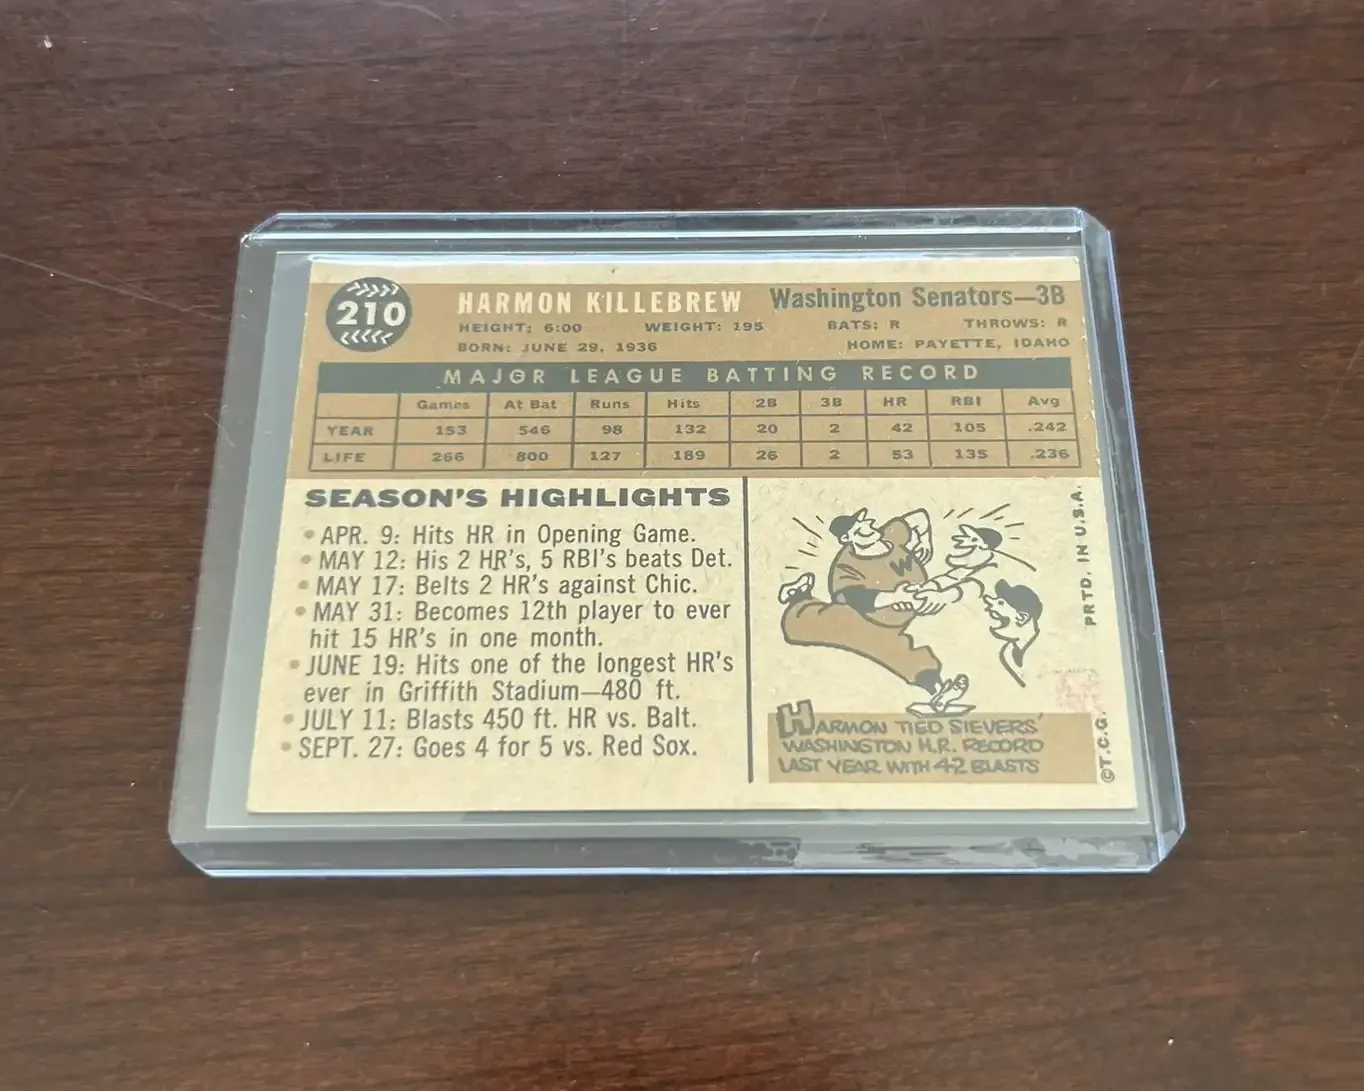 210
HARMON KILLEBREW Washington Senators—3B
HEIGHT: 6:00 WEIGHT: 195 BATS: R THROWS: R
BORN: JUNE 29, 1936 HOME: PAYETTE, IDAHO
MAJOR LEAGUE BATTING RECORD
Games At Bat Runs Hits 2B 3B HR RBI Avg
YEAR 153 546 98 132 20 2 42 105 .242
LIFE 266 800 127 189 26 2 53 135 .236
SEASON'S HIGHLIGHTS
• APR. 9: Hits HR in Opening Game.
• MAY 12: His 2 HR's, 5 RBI's beats Det.
• MAY 17: Belts 2 HR's against Chic.
• MAY 31: Becomes 12th player to ever
hit 15 HR's in one month.
• JUNE 19: Hits one of the longest HR's
ever in Griffith Stadium—480 ft.
• JULY 11: Blasts 450 ft. HR vs. Balt.
• SEPT. 27: Goes 4 for 5 vs. Red Sox.
W
HARMON TIED SIEVERS'
WASHINGTON H.R. RECORD
LAST YEAR WITH 42 BLASTS
©T.C.G. PRTD. IN U.S.A.